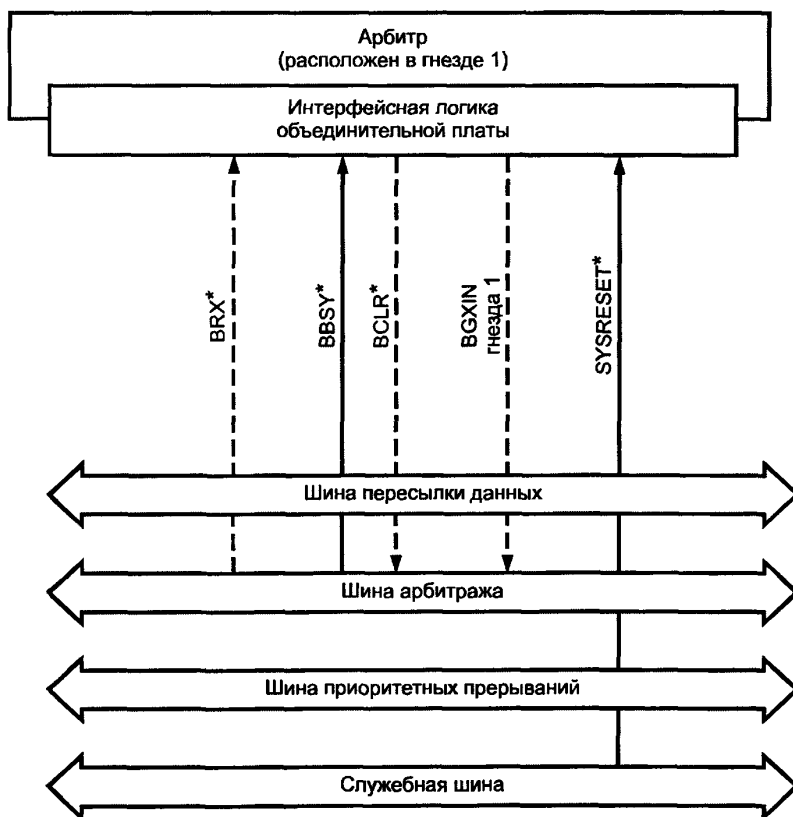 Арбитр
(расположен в гнезде 1)
Интерфейсная логика
объединительной платы
BRX*
BBSY*
BCLR*
BGXIN
гнезда 1
SYSRESET*
Шина пересылки данных
Шина арбитража
Шина приоритетных прерываний
Служебная шина